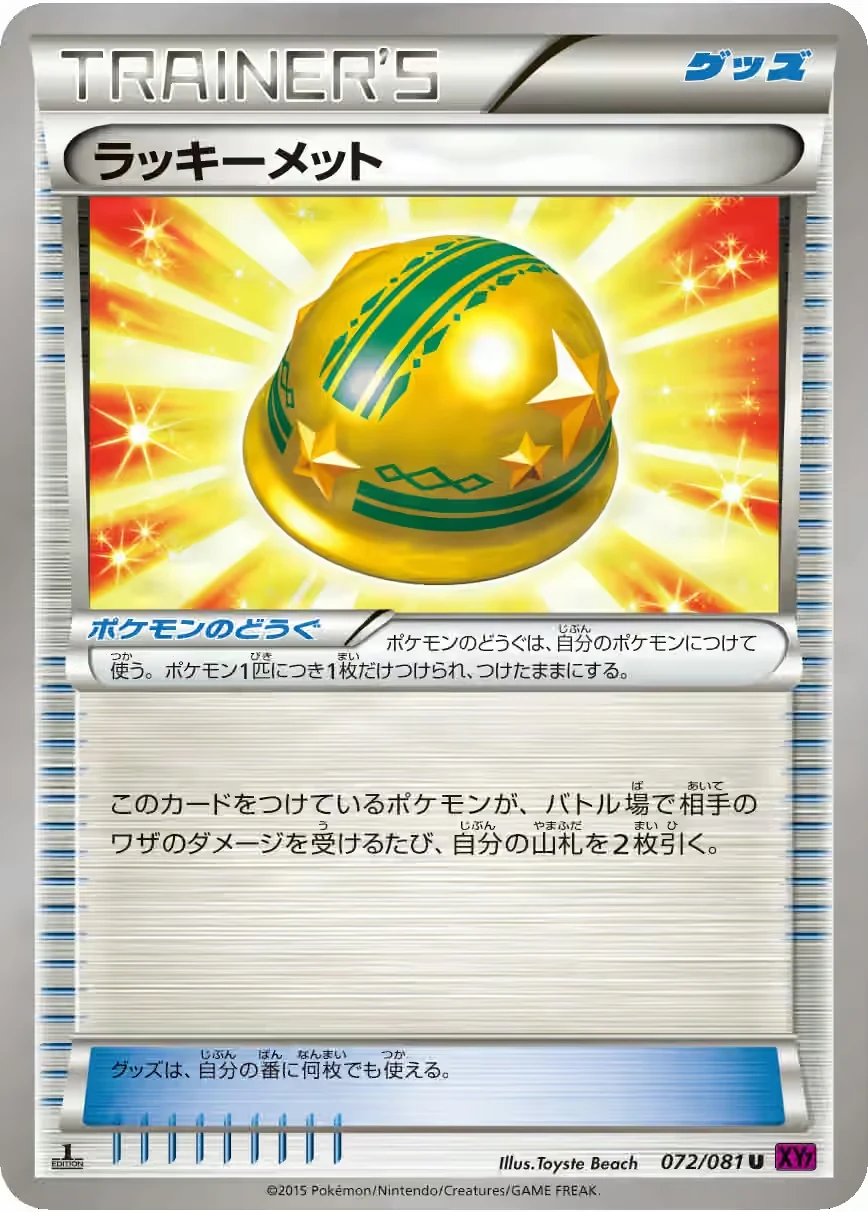 TRAINER'S
グッズ
ラッキーメット
ポケモンのどうぐ
ポケモンのどうぐは、自分のポケモンにつけて
使う。ポケモン1匹につき1枚だけつけられ、つけたままにする。
このカードをつけているポケモンが、バトル場で相手の
ワザのダメージを受けるたび、自分の山札を2枚引く。
グッズは、自分の番に何枚でも使える。
1
EDITION
Illus.Toyste Beach 072/081 U XY7
©2015 Pokémon/Nintendo/Creatures/GAME FREAK.